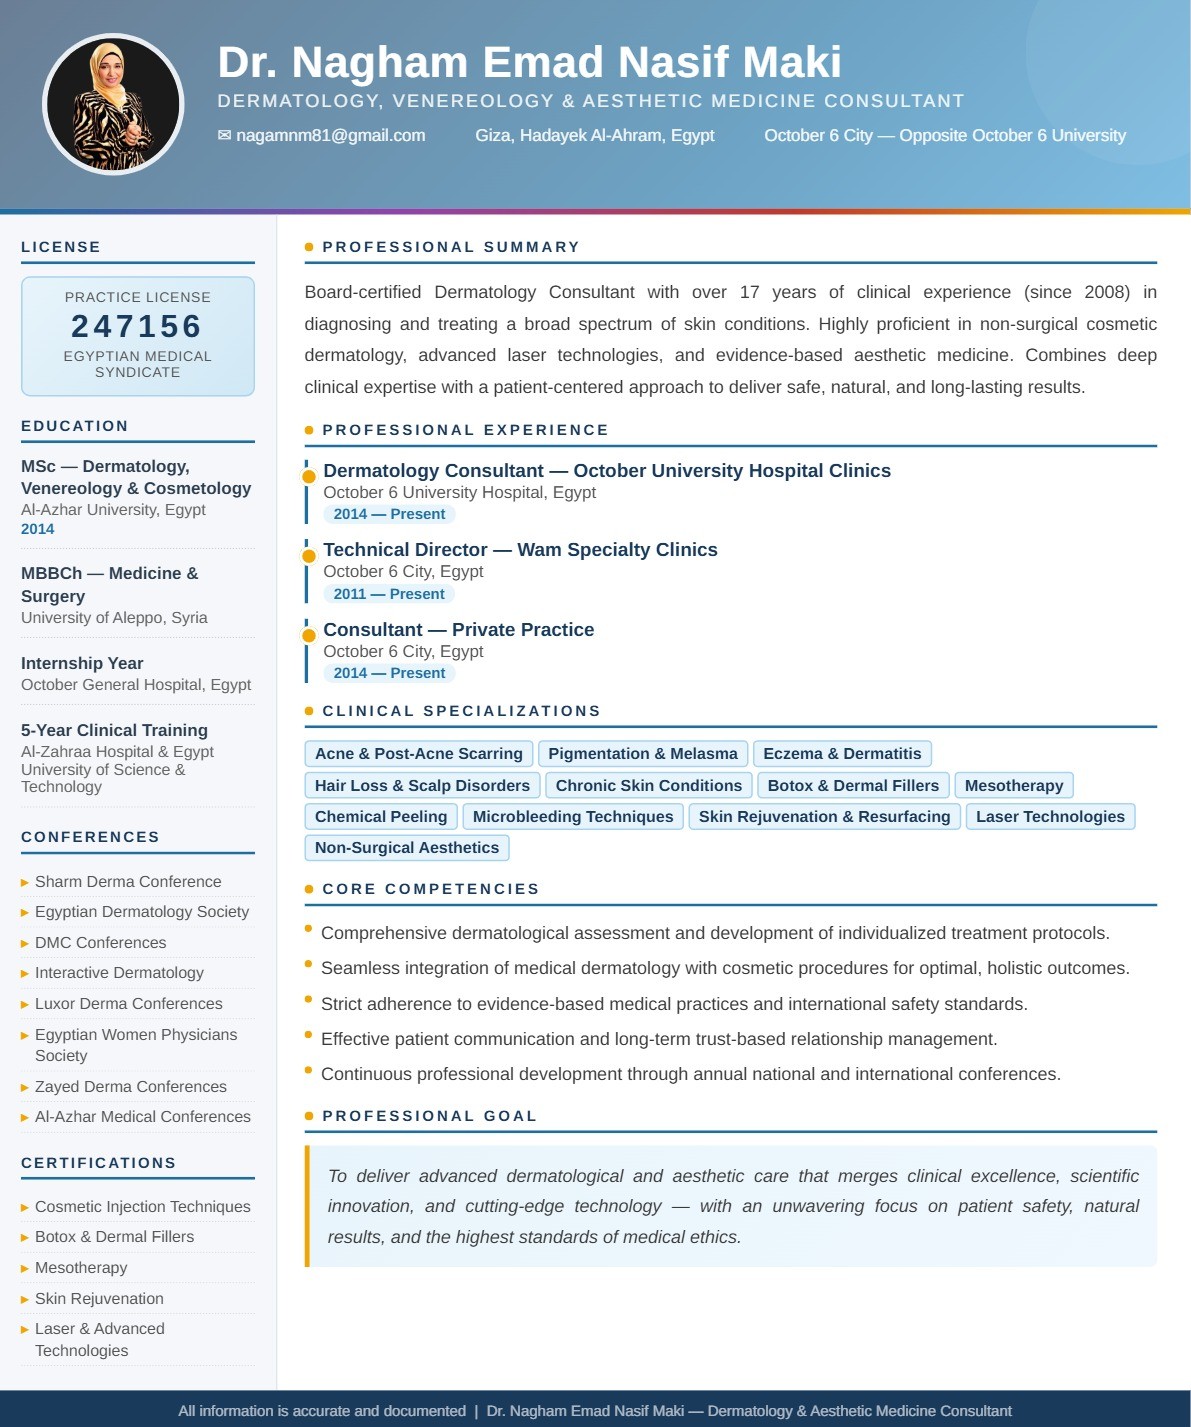 Dr. Nagham Emad Nasif Maki
DERMATOLOGY, VENEREOLOGY & AESTHETIC MEDICINE CONSULTANT
✉ nagamnm81@gmail.com Giza, Hadayek Al-Ahram, Egypt October 6 City — Opposite October 6 University
LICENSE
PRACTICE LICENSE
247156
EGYPTIAN MEDICAL
SYNDICATE
EDUCATION
MSc — Dermatology,
Venereology & Cosmetology
Al-Azhar University, Egypt
2014
MBBCh — Medicine &
Surgery
University of Aleppo, Syria
Internship Year
October General Hospital, Egypt
5-Year Clinical Training
Al-Zahraa Hospital & Egypt
University of Science &
Technology
CONFERENCES
▸ Sharm Derma Conference
▸ Egyptian Dermatology Society
▸ DMC Conferences
▸ Interactive Dermatology
▸ Luxor Derma Conferences
▸ Egyptian Women Physicians
Society
▸ Zayed Derma Conferences
▸ Al-Azhar Medical Conferences
CERTIFICATIONS
▸ Cosmetic Injection Techniques
▸ Botox & Dermal Fillers
▸ Mesotherapy
▸ Skin Rejuvenation
▸ Laser & Advanced
Technologies
PROFESSIONAL SUMMARY
Board-certified Dermatology Consultant with over 17 years of clinical experience (since 2008) in
diagnosing and treating a broad spectrum of skin conditions. Highly proficient in non-surgical cosmetic
dermatology, advanced laser technologies, and evidence-based aesthetic medicine. Combines deep
clinical expertise with a patient-centered approach to deliver safe, natural, and long-lasting results.
PROFESSIONAL EXPERIENCE
Dermatology Consultant — October University Hospital Clinics
October 6 University Hospital, Egypt
2014 — Present
Technical Director — Wam Specialty Clinics
October 6 City, Egypt
2011 — Present
Consultant — Private Practice
October 6 City, Egypt
2014 — Present
CLINICAL SPECIALIZATIONS
Acne & Post-Acne Scarring Pigmentation & Melasma Eczema & Dermatitis
Hair Loss & Scalp Disorders Chronic Skin Conditions Botox & Dermal Fillers Mesotherapy
Chemical Peeling Microbleeding Techniques Skin Rejuvenation & Resurfacing Laser Technologies
Non-Surgical Aesthetics
CORE COMPETENCIES
• Comprehensive dermatological assessment and development of individualized treatment protocols.
• Seamless integration of medical dermatology with cosmetic procedures for optimal, holistic outcomes.
• Strict adherence to evidence-based medical practices and international safety standards.
• Effective patient communication and long-term trust-based relationship management.
• Continuous professional development through annual national and international conferences.
PROFESSIONAL GOAL
To deliver advanced dermatological and aesthetic care that merges clinical excellence, scientific
innovation, and cutting-edge technology — with an unwavering focus on patient safety, natural
results, and the highest standards of medical ethics.
All information is accurate and documented | Dr. Nagham Emad Nasif Maki — Dermatology & Aesthetic Medicine Consultant